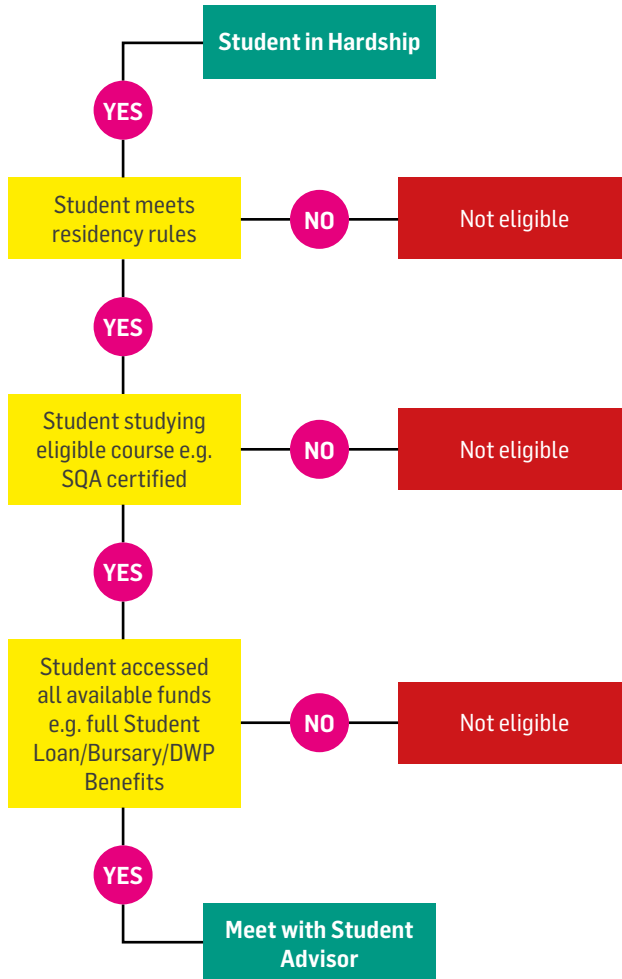 Student in Hardship
YES
Student meets
residency rules
NO
Not eligible
YES
Student studying
eligible course e.g.
SQA certified
NO
Not eligible
YES
Student accessed
all available funds
e.g. full Student
Loan/Bursary/DWP
Benefits
NO
Not eligible
YES
Meet with Student
Advisor